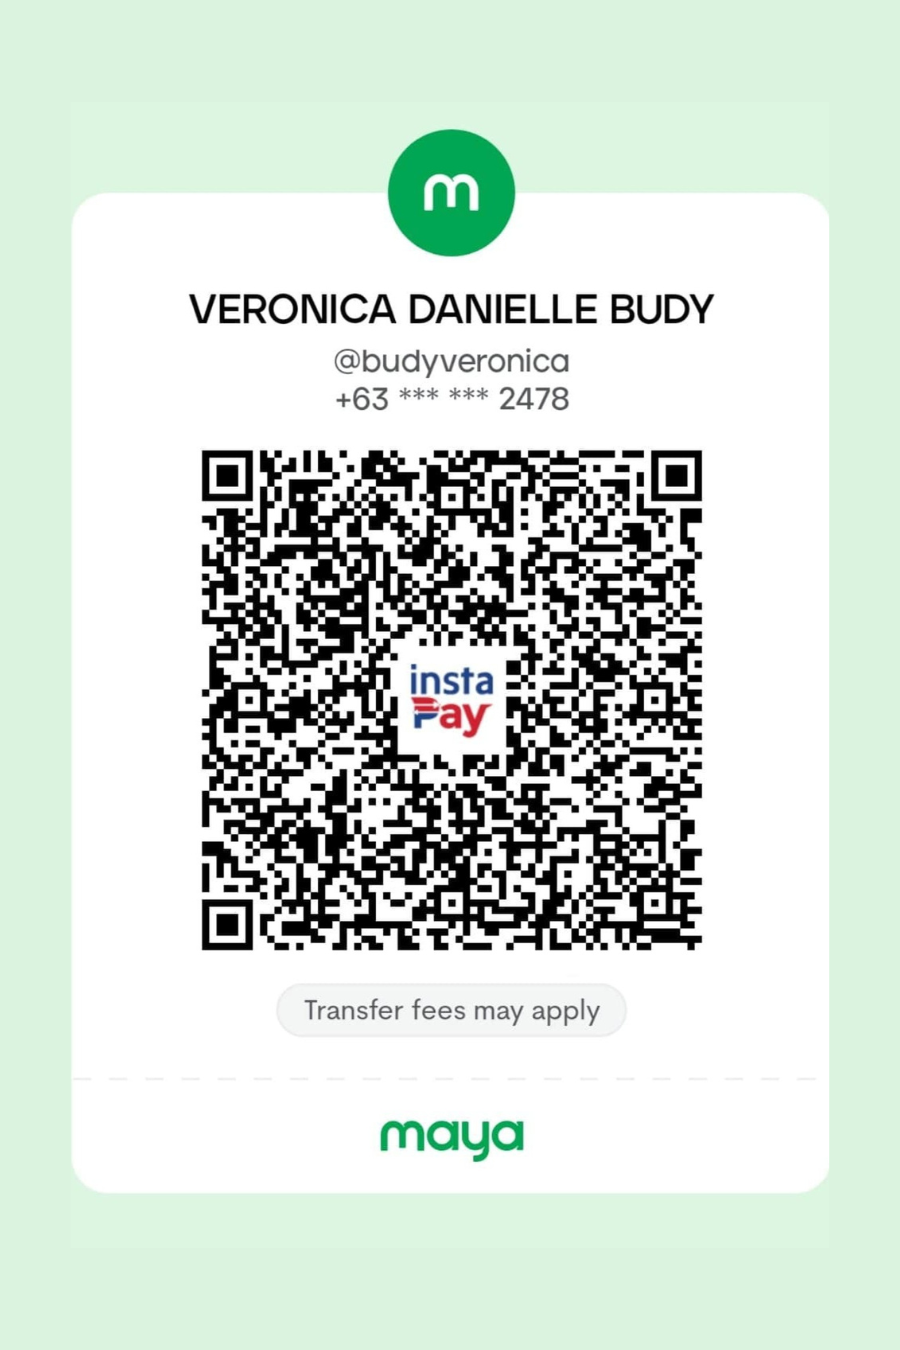 m
VERONICA DANIELLE BUDY
@budyveronica
+63 *** *** 2478
insta
Pay
Transfer fees may apply
maya